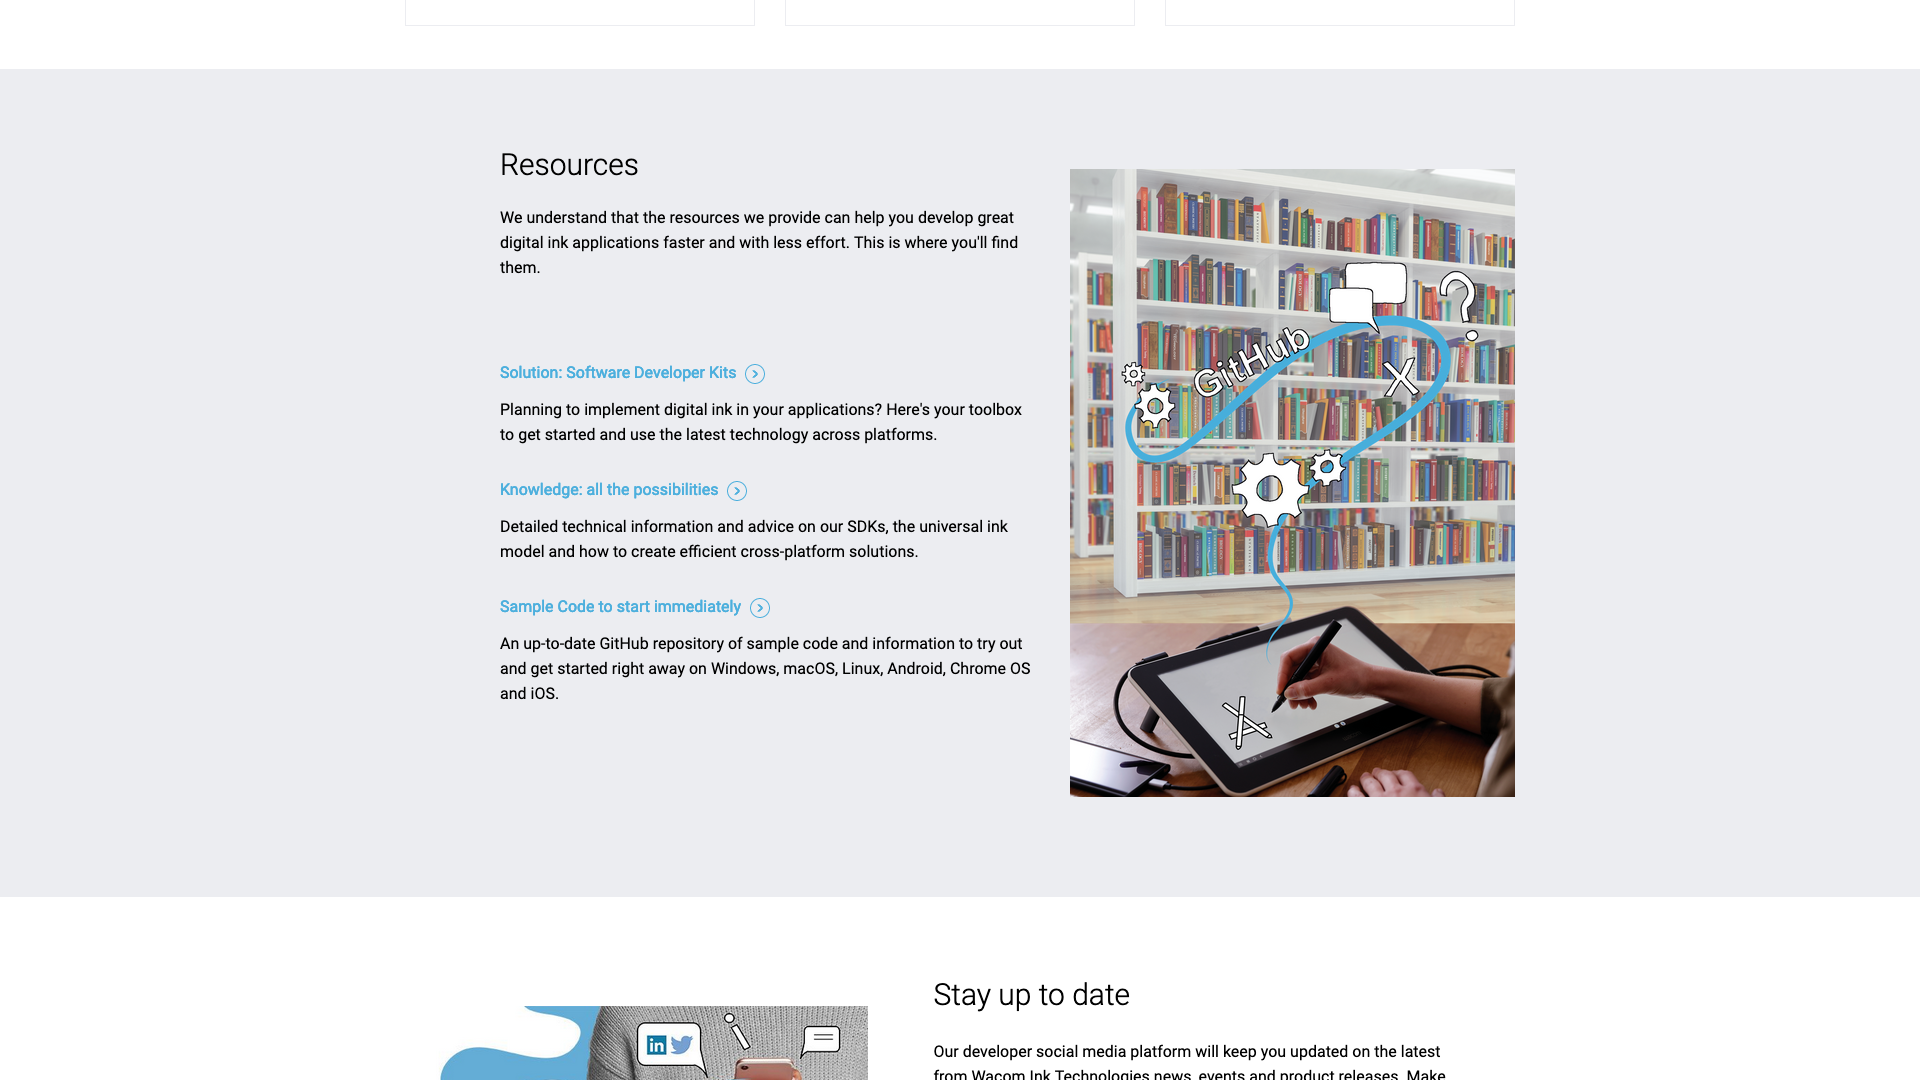 Resources
We understand that the resources we provide can help you develop great
digital ink applications faster and with less effort. This is where you'll find
them.
Solution: Software Developer Kits
Planning to implement digital ink in your applications? Here's your toolbox
to get started and use the latest technology across platforms.
Knowledge: all the possibilities
Detailed technical information and advice on our SDKs, the universal ink
model and how to create efficient cross-platform solutions.
Sample Code to start immediately
An up-to-date GitHub repository of sample code and information to try out
and get started right away on Windows, macOS, Linux, Android, Chrome OS
and iOS.
GitHub
?
Stay up to date
Our developer social media platform will keep you updated on the latest
from Wacom Ink Technologies news, events and product releases. Make
in